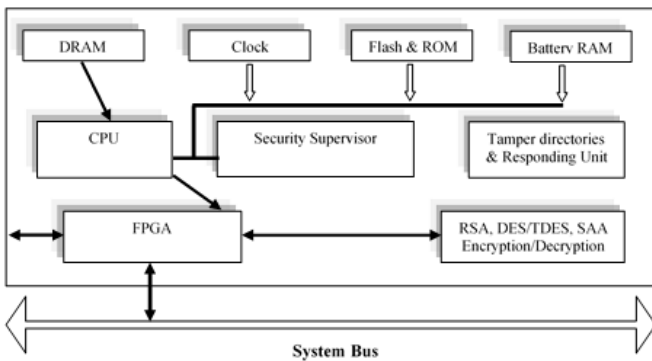 DRAM
Clock
Flash & ROM
Battery RAM
CPU
Security Supervisor
Tamper directories
& Responding Unit
FPGA
RSA, DES/TDES, SAA
Encryption/Decryption
System Bus